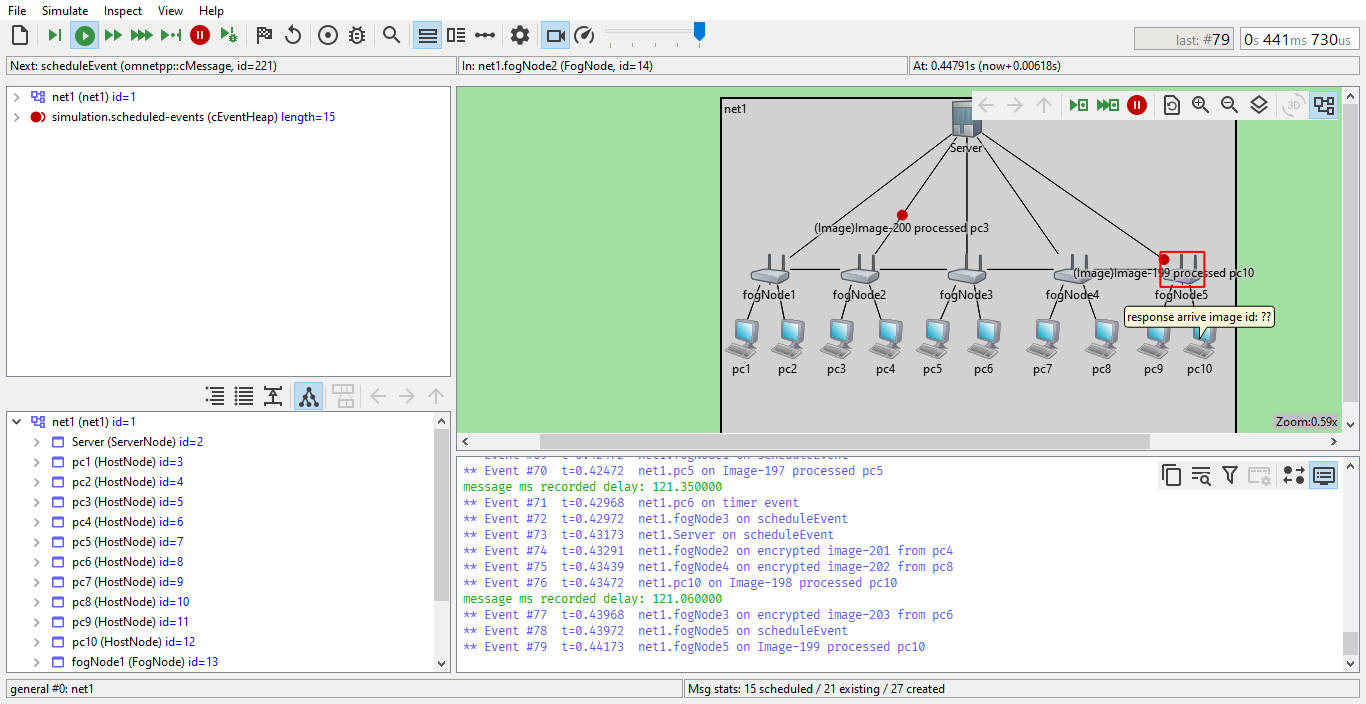 File Simulate Inspect View Help
last: #79
0s 441ms 730us
Next: scheduleEvent (omnetpp::cMessage, id=221)
In: net1.fogNode2 (FogNode, id=14)
At: 0.44791s (now+0.00618s)
net1 (net1) id=1
simulation.scheduled-events (cEventHeap) length=15
net1 (net1) id=1
Server (ServerNode) id=2
pc1 (HostNode) id=3
pc2 (HostNode) id=4
pc3 (HostNode) id=5
pc4 (HostNode) id=6
pc5 (HostNode) id=7
pc6 (HostNode) id=8
pc7 (HostNode) id=9
pc8 (HostNode) id=10
pc9 (HostNode) id=11
pc10 (HostNode) id=12
fogNode1 (FogNode) id=13
net1
3D
Server
(Image)Image-200 processed pc3
(Image)Image-199 processed pc10
fogNode1 fogNode2 fogNode3 fogNode4 fogNode5
response arrive image id: ??
pc1 pc2 pc3 pc4 pc5 pc6 pc7 pc8 pc9 pc10
Zoom:0.59x
** Event #69 t=0.42472 net1.fogNode1 on scheduleEvent
** Event #70 t=0.42472 net1.pc5 on Image-197 processed pc5
message ms recorded delay: 121.350000
** Event #71 t=0.42968 net1.pc6 on timer event
** Event #72 t=0.42972 net1.fogNode3 on scheduleEvent
** Event #73 t=0.43173 net1.Server on scheduleEvent
** Event #74 t=0.43291 net1.fogNode2 on encrypted image-201 from pc4
** Event #75 t=0.43439 net1.fogNode4 on encrypted image-202 from pc8
** Event #76 t=0.43472 net1.pc10 on Image-198 processed pc10
message ms recorded delay: 121.060000
** Event #77 t=0.43968 net1.fogNode3 on encrypted image-203 from pc6
** Event #78 t=0.43972 net1.fogNode5 on scheduleEvent
** Event #79 t=0.44173 net1.fogNode5 on Image-199 processed pc10
general #0: net1
Msg stats: 15 scheduled / 21 existing / 27 created